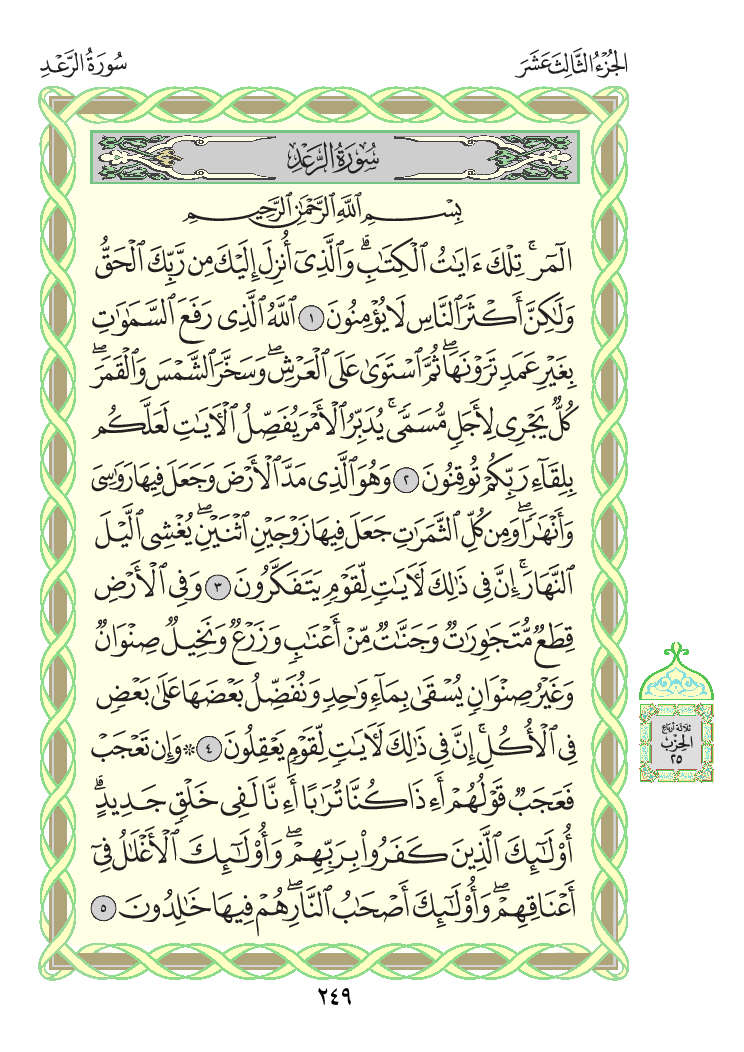 الجُزْءُ الثَّالِثَ عَشَرَ
سُورَةُ الرَّعْدِ
سُورَةُ الرَّعْدِ
بِسْمِ ٱللَّهِ ٱلرَّحْمَٰنِ ٱلرَّحِيمِ
الٓمٓرۚ تِلْكَ ءَايَٰتُ ٱلْكِتَٰبِۗ وَٱلَّذِىٓ أُنزِلَ إِلَيْكَ مِن رَّبِّكَ ٱلْحَقُّ
وَلَٰكِنَّ أَكْثَرَ ٱلنَّاسِ لَا يُؤْمِنُونَ ١ ٱللَّهُ ٱلَّذِى رَفَعَ ٱلسَّمَٰوَٰتِ
بِغَيْرِ عَمَدٍ تَرَوْنَهَاۖ ثُمَّ ٱسْتَوَىٰ عَلَى ٱلْعَرْشِۖ وَسَخَّرَ ٱلشَّمْسَ وَٱلْقَمَرَۖ
كُلٌّ يَجْرِى لِأَجَلٍ مُّسَمًّىۚ يُدَبِّرُ ٱلْأَمْرَ يُفَصِّلُ ٱلْءَايَٰتِ لَعَلَّكُم
بِلِقَآءِ رَبِّكُمْ تُوقِنُونَ ٢ وَهُوَ ٱلَّذِى مَدَّ ٱلْأَرْضَ وَجَعَلَ فِيهَا رَوَٰسِىَ
وَأَنْهَٰرًاۖ وَمِن كُلِّ ٱلثَّمَرَٰتِ جَعَلَ فِيهَا زَوْجَيْنِ ٱثْنَيْنِۖ يُغْشِى ٱلَّيْلَ
ٱلنَّهَارَۚ إِنَّ فِى ذَٰلِكَ لَءَايَٰتٍ لِّقَوْمٍ يَتَفَكَّرُونَ ٣ وَفِى ٱلْأَرْضِ
قِطَعٌ مُّتَجَٰوِرَٰتٌ وَجَنَّٰتٌ مِّنْ أَعْنَٰبٍ وَزَرْعٌ وَنَخِيلٌ صِنْوَانٌ
وَغَيْرُ صِنْوَانٍ يُسْقَىٰ بِمَآءٍ وَٰحِدٍ وَنُفَضِّلُ بَعْضَهَا عَلَىٰ بَعْضٍ
فِى ٱلْأُكُلِۚ إِنَّ فِى ذَٰلِكَ لَءَايَٰتٍ لِّقَوْمٍ يَعْقِلُونَ ٤ ۞ وَإِن تَعْجَبْ
فَعَجَبٌ قَوْلُهُمْ أَءِذَا كُنَّا تُرَٰبًا أَءِنَّا لَفِى خَلْقٍ جَدِيدٍۗ
أُو۟لَٰٓئِكَ ٱلَّذِينَ كَفَرُوا۟ بِرَبِّهِمْۖ وَأُو۟لَٰٓئِكَ ٱلْأَغْلَٰلُ فِىٓ
أَعْنَاقِهِمْۖ وَأُو۟لَٰٓئِكَ أَصْحَٰبُ ٱلنَّارِۖ هُمْ فِيهَا خَٰلِدُونَ ٥
ثلاثة أرباع
الحزب
٢٥
٢٤٩